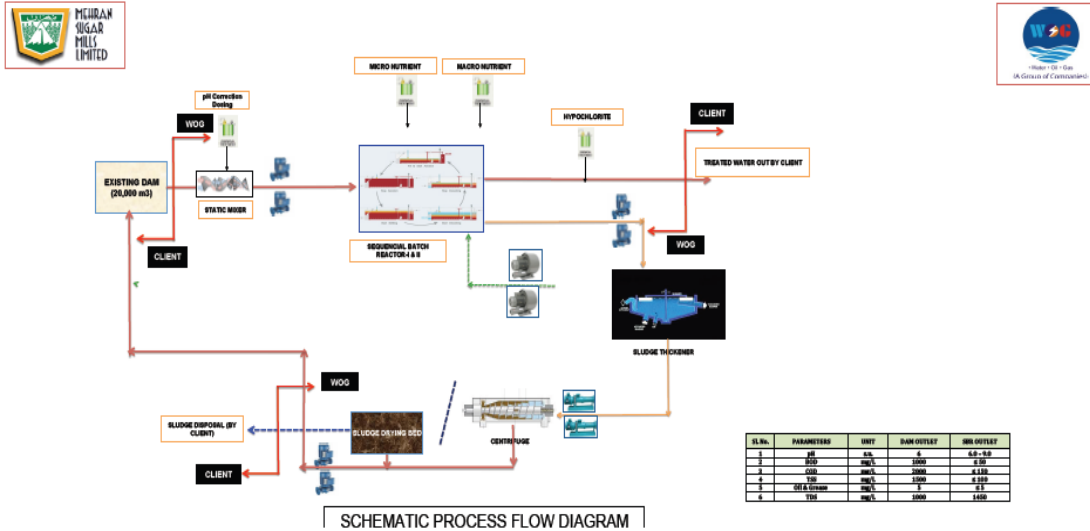 MEHRAN
SUGAR
MILLS
LIMITED
WOG
• Water • Oil • Gas
(A Group of Companies)
MICRO NUTRIENT
MACRO NUTRIENT
pH Correction
Dosing
WOG
HYPOCHLORITE
CLIENT
EXISTING DAM
(20,000 m3)
STATIC MIXER
TREATED WATER OUT BY CLIENT
CLIENT
SEQUENCIAL BATCH
REACTOR-I & II
WOG
SLUDGE THICKENER
WOG
SLUDGE DISPOSAL (BY
CLIENT)
SLUDGE DRYING BED
CENTRIFUGE
CLIENT
SL No. PARAMETERS UNIT DAM OUTLET SBR OUTLET
1 pH s.u. 6 6.0 - 9.0
2 BOD mg/L 1000 ≤ 50
3 COD mg/L 2000 ≤ 150
4 TSS mg/L 1500 ≤ 100
5 Oil & Grease mg/L 5 ≤ 5
6 TDS mg/L 1000 1450
SCHEMATIC PROCESS FLOW DIAGRAM